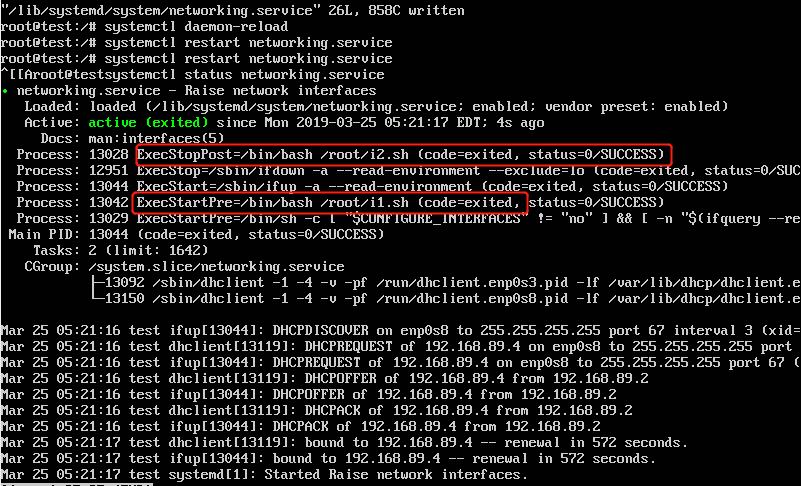 "/lib/systemd/system/networking.service" 26L, 858C written
root@test:/# systemctl daemon-reload
root@test:/# systemctl restart networking.service
root@test:/# systemctl restart networking.service
^[[Aroot@testsystemctl status networking.service
● networking.service - Raise network interfaces
Loaded: loaded (/lib/systemd/system/networking.service; enabled; vendor preset: enabled)
Active: active (exited) since Mon 2019-03-25 05:21:17 EDT; 4s ago
Docs: man:interfaces(5)
Process: 13028 ExecStopPost=/bin/bash /root/i2.sh (code=exited, status=0/SUCCESS)
Process: 12951 ExecStop=/sbin/ifdown -a --read-environment --exclude=lo (code=exited, status=0/SUCCESS)
Process: 13044 ExecStart=/sbin/ifup -a --read-environment (code=exited, status=0/SUCCESS)
Process: 13042 ExecStartPre=/bin/bash /root/i1.sh (code=exited, status=0/SUCCESS)
Process: 13029 ExecStartPre=/bin/sh -c [ "$CONFIGURE_INTERFACES" != "no" ] && [ -n "$(ifquery --re
Main PID: 13044 (code=exited, status=0/SUCCESS)
Tasks: 2 (limit: 1642)
CGroup: /system.slice/networking.service
├─13092 /sbin/dhclient -1 -4 -v -pf /run/dhclient.enp0s3.pid -lf /var/lib/dhcp/dhclient.e
└─13150 /sbin/dhclient -1 -4 -v -pf /run/dhclient.enp0s8.pid -lf /var/lib/dhcp/dhclient.e
Mar 25 05:21:16 test ifup[13044]: DHCPDISCOVER on enp0s8 to 255.255.255.255 port 67 interval 3 (xid=
Mar 25 05:21:16 test dhclient[13119]: DHCPREQUEST of 192.168.89.4 on enp0s8 to 255.255.255.255 port
Mar 25 05:21:16 test ifup[13044]: DHCPREQUEST of 192.168.89.4 on enp0s8 to 255.255.255.255 port 67 (
Mar 25 05:21:16 test dhclient[13119]: DHCPOFFER of 192.168.89.4 from 192.168.89.2
Mar 25 05:21:16 test ifup[13044]: DHCPOFFER of 192.168.89.4 from 192.168.89.2
Mar 25 05:21:16 test dhclient[13119]: DHCPACK of 192.168.89.4 from 192.168.89.2
Mar 25 05:21:16 test ifup[13044]: DHCPACK of 192.168.89.4 from 192.168.89.2
Mar 25 05:21:17 test dhclient[13119]: bound to 192.168.89.4 -- renewal in 572 seconds.
Mar 25 05:21:17 test ifup[13044]: bound to 192.168.89.4 -- renewal in 572 seconds.
Mar 25 05:21:17 test systemd[1]: Started Raise network interfaces.